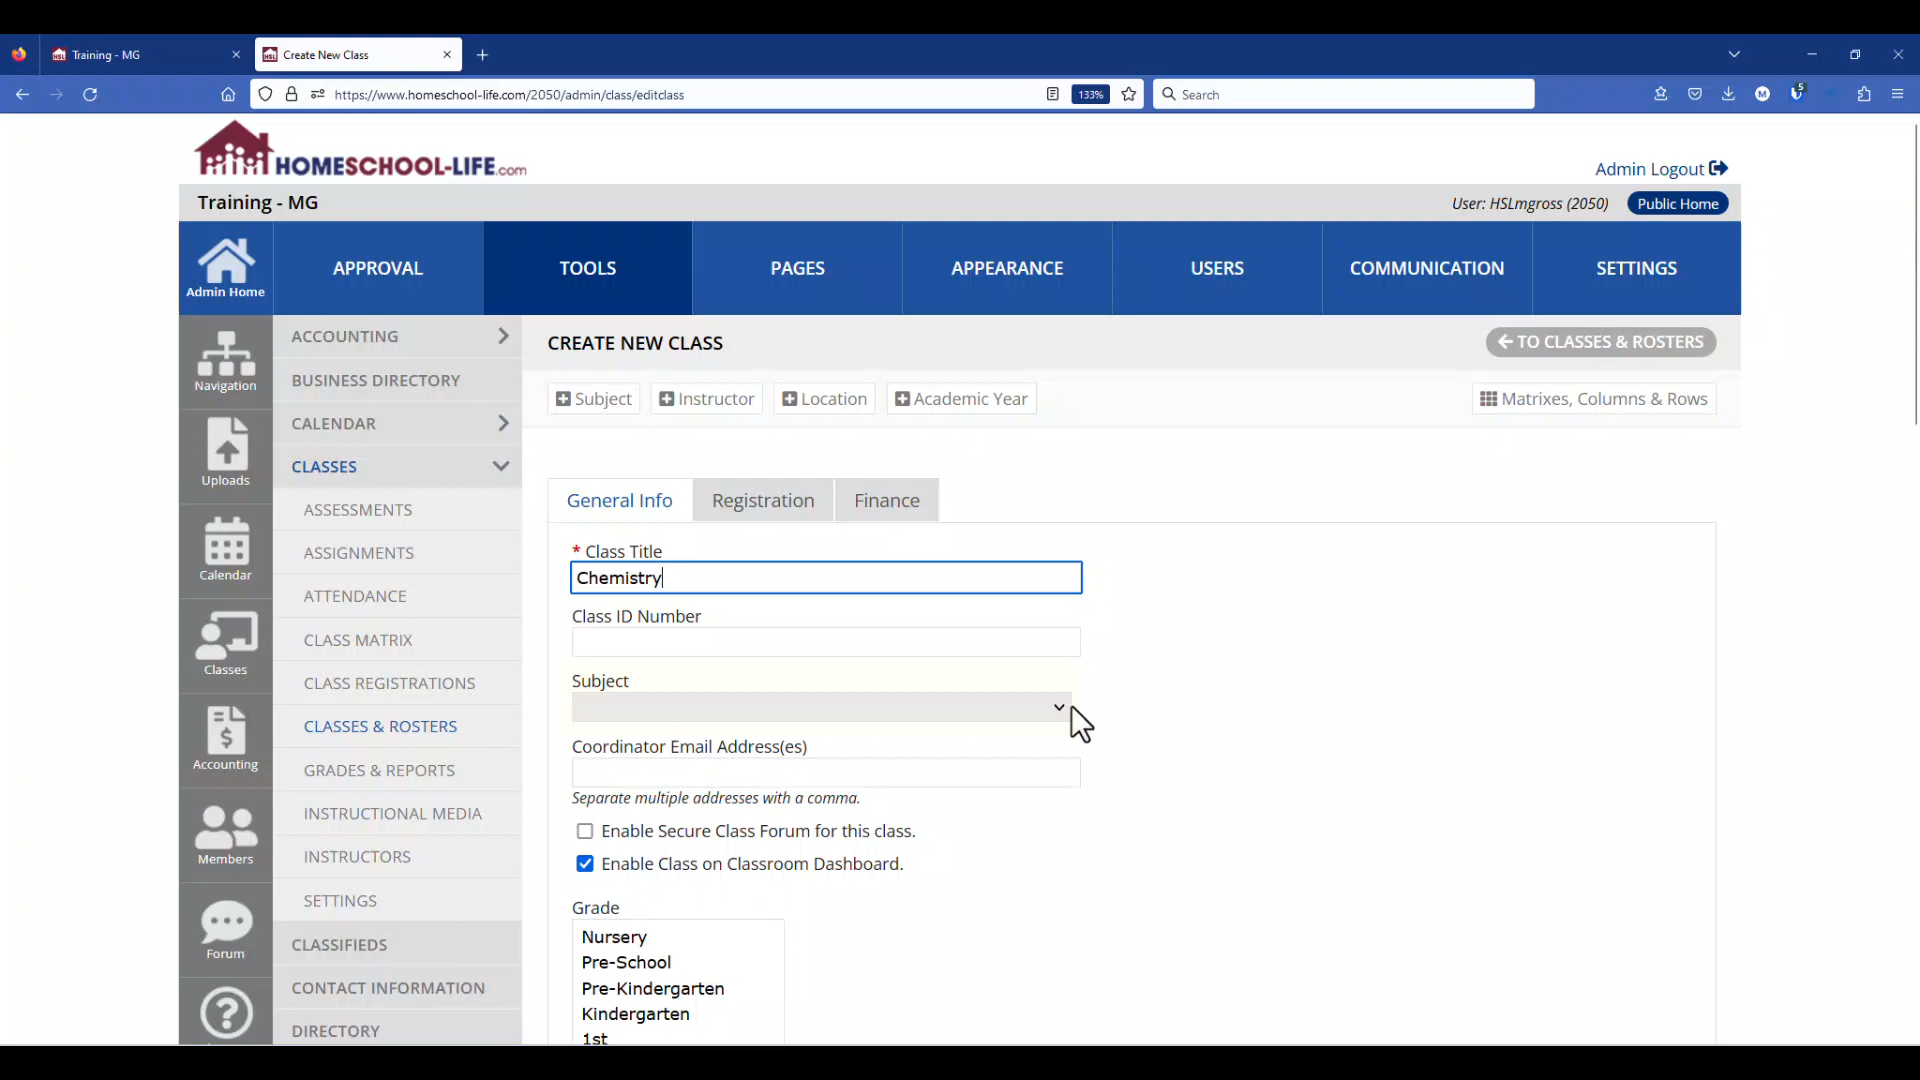 Training - MG
Create New Class
https://www.homeschool-life.com/2050/admin/class/editclass
133%
Search
M
5
HOMESCHOOL-LIFE.com
Admin Logout
Training - MG
User: HSLmgross (2050)
Public Home
Admin Home
APPROVAL
TOOLS
PAGES
APPEARANCE
USERS
COMMUNICATION
SETTINGS
Navigation
Uploads
Calendar
Classes
Accounting
Members
Forum
ACCOUNTING
BUSINESS DIRECTORY
CALENDAR
CLASSES
ASSESSMENTS
ASSIGNMENTS
ATTENDANCE
CLASS MATRIX
CLASS REGISTRATIONS
CLASSES & ROSTERS
GRADES & REPORTS
INSTRUCTIONAL MEDIA
INSTRUCTORS
SETTINGS
CLASSIFIEDS
CONTACT INFORMATION
DIRECTORY
CREATE NEW CLASS
TO CLASSES & ROSTERS
Subject
Instructor
Location
Academic Year
Matrixes, Columns & Rows
General Info
Registration
Finance
* Class Title
Chemistry
Class ID Number
Subject
Coordinator Email Address(es)
Separate multiple addresses with a comma.
Enable Secure Class Forum for this class.
Enable Class on Classroom Dashboard.
Grade
Nursery
Pre-School
Pre-Kindergarten
Kindergarten
1st